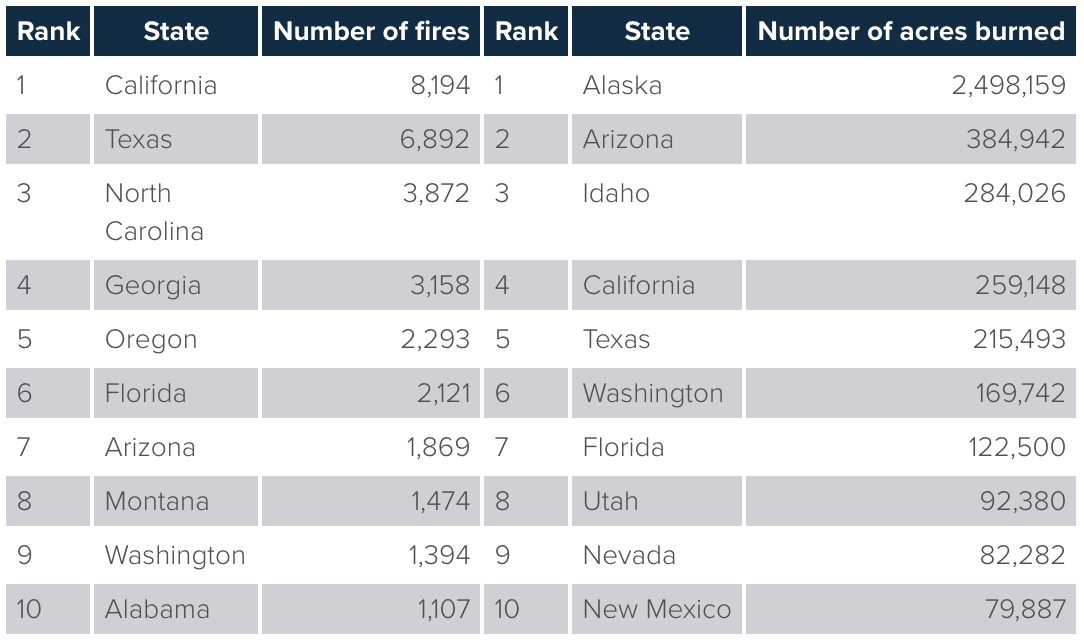 Rank State Number of fires Rank State Number of acres burned
1 California 8,194 1 Alaska 2,498,159
2 Texas 6,892 2 Arizona 384,942
3 North 3,872 3 Idaho 284,026
Carolina
4 Georgia 3,158 4 California 259,148
5 Oregon 2,293 5 Texas 215,493
6 Florida 2,121 6 Washington 169,742
7 Arizona 1,869 7 Florida 122,500
8 Montana 1,474 8 Utah 92,380
9 Washington 1,394 9 Nevada 82,282
10 Alabama 1,107 10 New Mexico 79,887